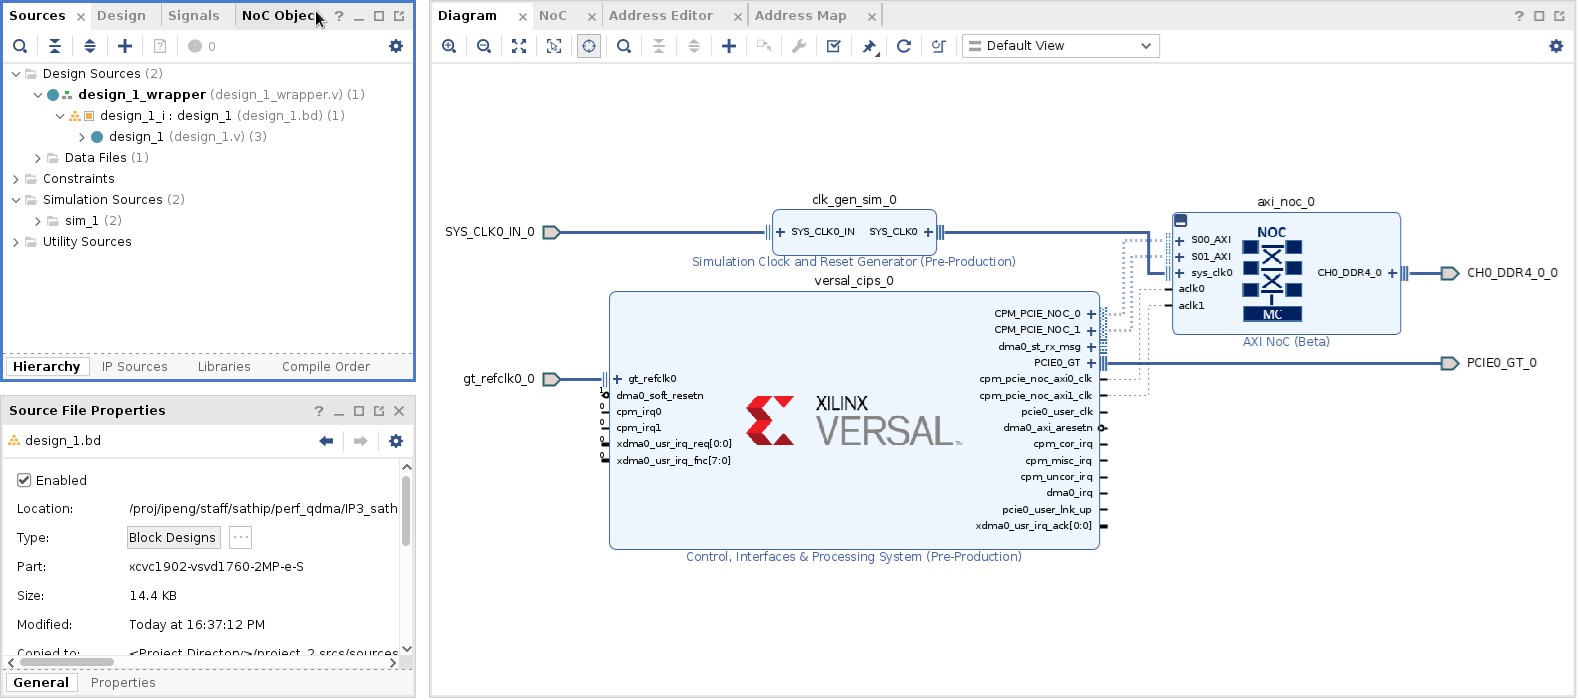 Sources × Design Signals NoC Objec ?
0
Design Sources (2)
design_1_wrapper (design_1_wrapper.v) (1)
design_1_i : design_1 (design_1.bd) (1)
design_1 (design_1.v) (3)
Data Files (1)
Constraints
Simulation Sources (2)
sim_1 (2)
Utility Sources
Hierarchy IP Sources Libraries Compile Order
Source File Properties ?
design_1.bd
Enabled
Location: /proj/ipeng/staff/sathip/perf_qdma/IP3_sath
Type: Block Designs ...
Part: xcvc1902-vsvd1760-2MP-e-S
Size: 14.4 KB
Modified: Today at 16:37:12 PM
Copied to: <Project Directory>/project_2.srcs/sources
General Properties
Diagram × NoC × Address Editor × Address Map × ?
Default View
clk_gen_sim_0
SYS_CLK0_IN_0
SYS_CLK0_IN SYS_CLK0
Simulation Clock and Reset Generator (Pre-Production)
axi_noc_0
S00_AXI
S01_AXI
sys_clk0
aclk0
aclk1
NOC
MC
CH0_DDR4_0
CH0_DDR4_0_0
AXI NoC (Beta)
versal_cips_0
gt_refclk0_0
gt_refclk0
dma0_soft_resetn
cpm_irq0
cpm_irq1
xdma0_usr_irq_req[0:0]
xdma0_usr_irq_fnc[7:0]
XILINX
VERSAL™
CPM_PCIE_NOC_0
CPM_PCIE_NOC_1
dma0_st_rx_msg
PCIE0_GT
cpm_pcie_noc_axi0_clk
cpm_pcie_noc_axi1_clk
pcie0_user_clk
dma0_axi_aresetn
cpm_cor_irq
cpm_misc_irq
cpm_uncor_irq
dma0_irq
pcie0_user_lnk_up
xdma0_usr_irq_ack[0:0]
PCIE0_GT_0
Control, Interfaces & Processing System (Pre-Production)